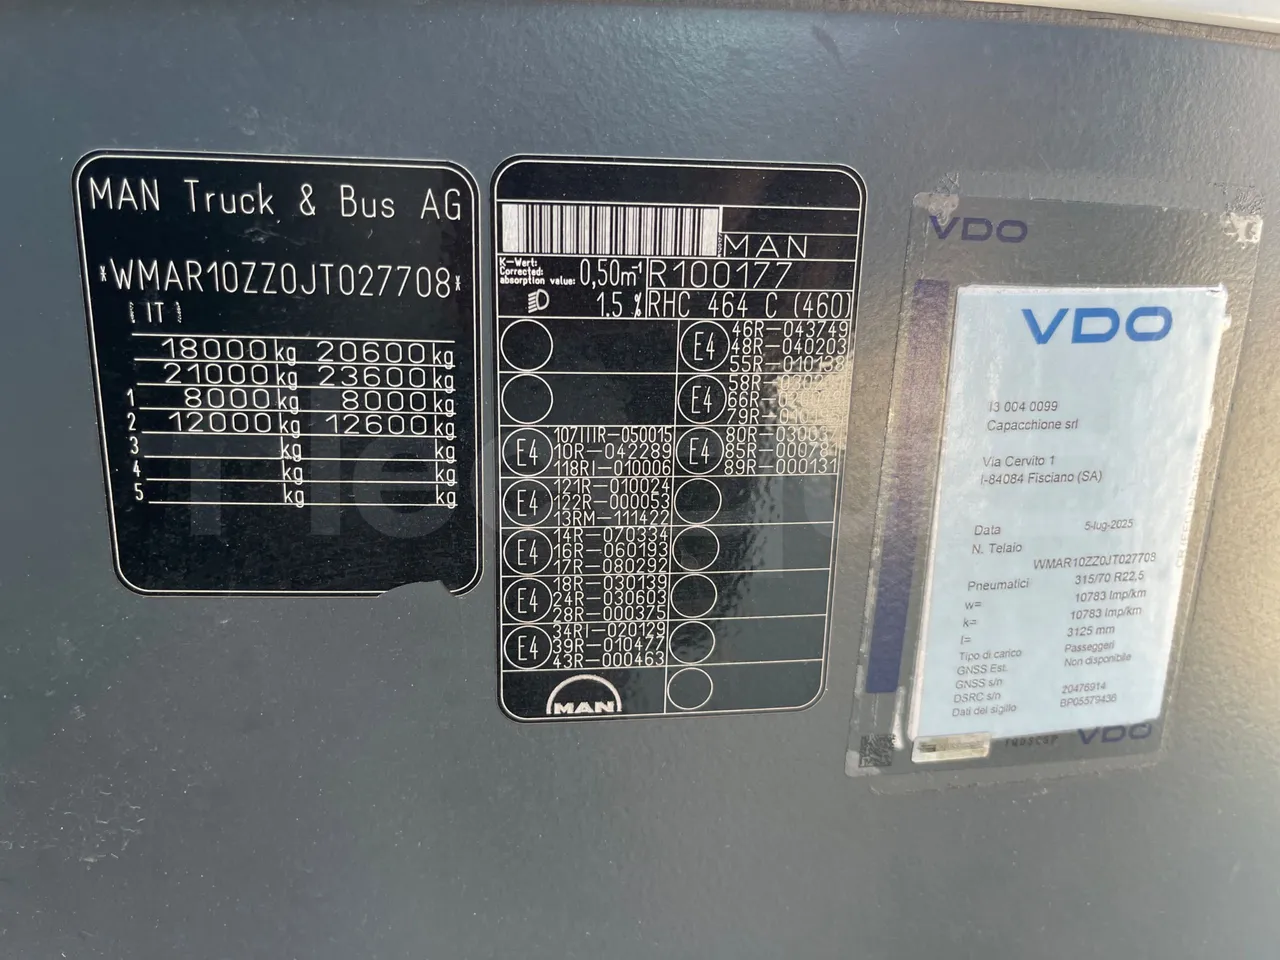 MAN Truck & Bus AG
*WMAR10ZZ0JT027708*
IT
18000 kg 20600 kg
21000 kg 23600 kg
1 8000 kg 8000 kg
2 12000 kg 12600 kg
3 kg kg
4 kg kg
5 kg kg
MAN
K-Wert:
Corrected:
absorption value: 0,50m⁻¹
R100177
1.5 % RHC 464 C (460)
E4
46R-043749
48R-040203
55R-010138
E4
58R
66R
79R
E4
107IIIR-050015
10R-042289
118RI-010006
E4
80R
85R
89R-000131
E4
121R-010024
122R-000053
13RM-111422
E4
14R-070334
16R-060193
17R-080292
E4
18R-030139
24R-030603
28R-000375
E4
34RI-020129
39R-010477
43R-000463
MAN
VDO
VDO
I3 004 0099
Capacchione srl
Via Cervito 1
I-84084 Fisciano (SA)
Data 5-lug-2025
N. Telaio
WMAR10ZZ0JT027708
Pneumatici 315/70 R22,5
w= 10783 Imp/km
k= 10783 Imp/km
l= 3125 mm
Tipo di carico Passeggeri
GNSS Est. Non disponibile
GNSS s/n
DSRC s/n 20476914
Dati del sigillo BP05579436
VDO